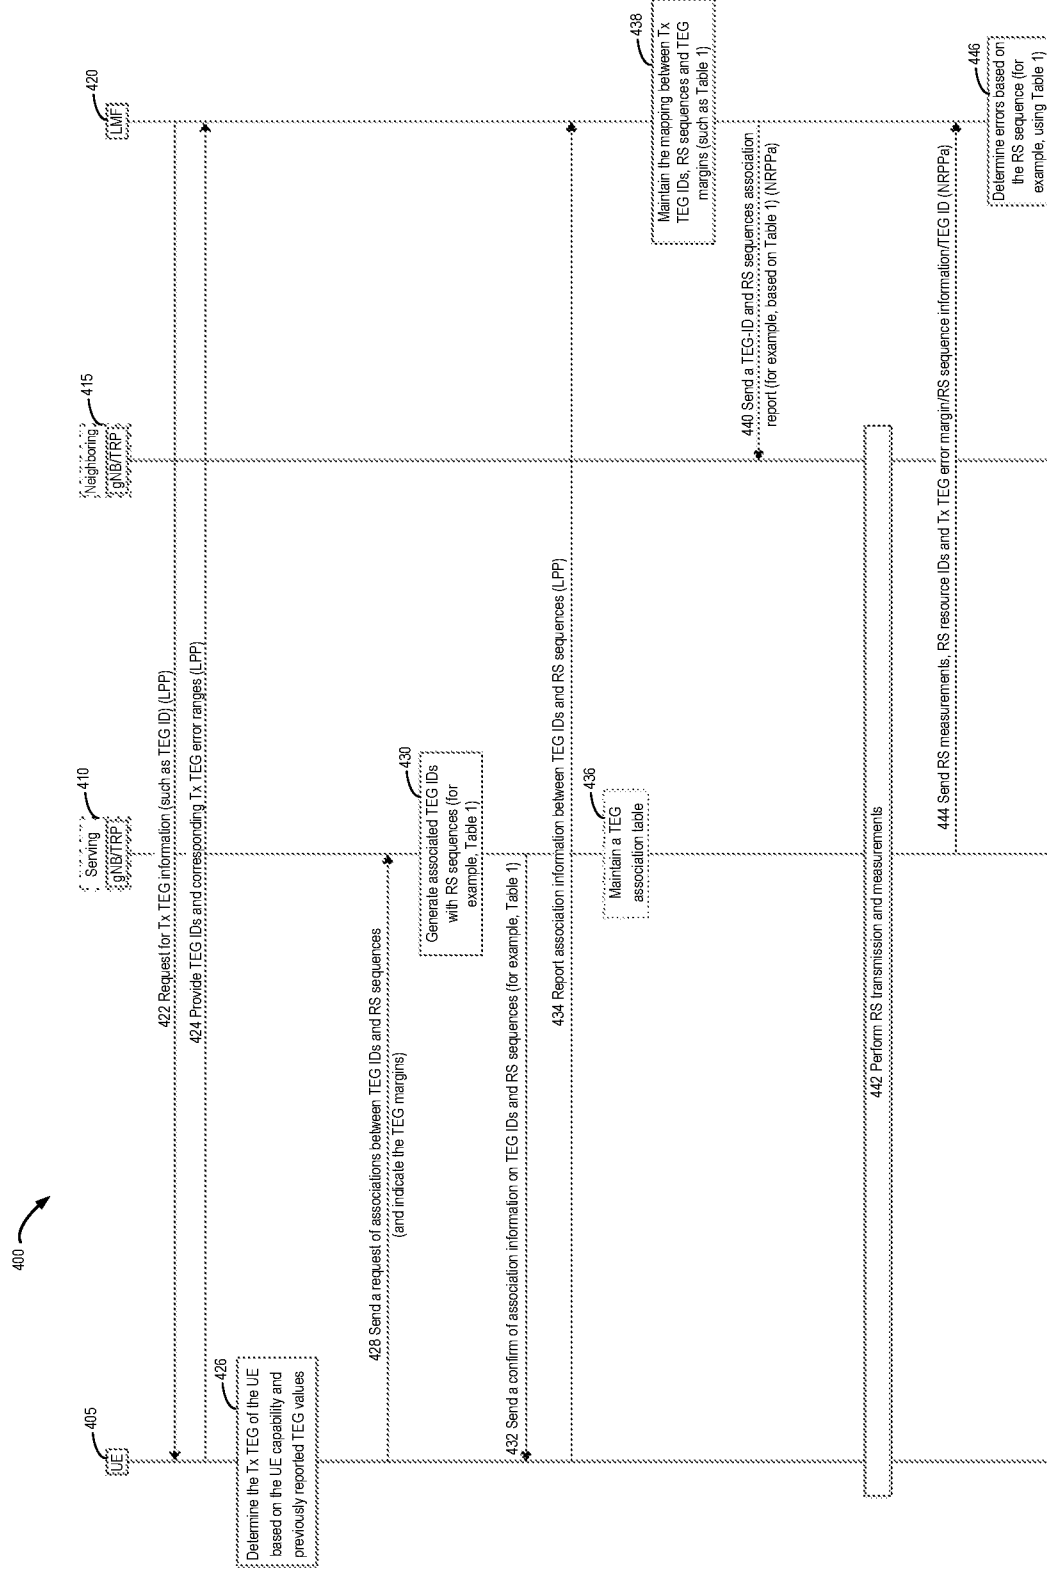 400
405
UE
410
Serving
gNB/TRP
415
Neighboring
gNB/TRP
420
LMF
422 Request for Tx TEG information (such as TEG ID) (LPP)
424 Provide TEG IDs and corresponding Tx TEG error ranges (LPP)
426
Determine the Tx TEG of the UE
based on the UE capability and
previously reported TEG values
428 Send a request of associations between TEG IDs and RS sequences
(and indicate the TEG margins)
430
Generate associated TEG IDs
with RS sequences (for
example, Table 1)
432 Send a confirm of association information on TEG IDs and RS sequences (for example, Table 1)
434 Report association information between TEG IDs and RS sequences (LPP)
436
Maintain a TEG
association table
438
Maintain the mapping between Tx
TEG IDs, RS sequences and TEG
margins (such as Table 1)
440 Send a TEG-ID and RS sequences association
report (for example, based on Table 1) (NRPPa)
442 Perform RS transmission and measurements
444 Send RS measurements, RS resource IDs and Tx TEG error margin/RS sequence information/TEG ID (NRPPa)
446
Determine errors based on
the RS sequence (for
example, using Table 1)